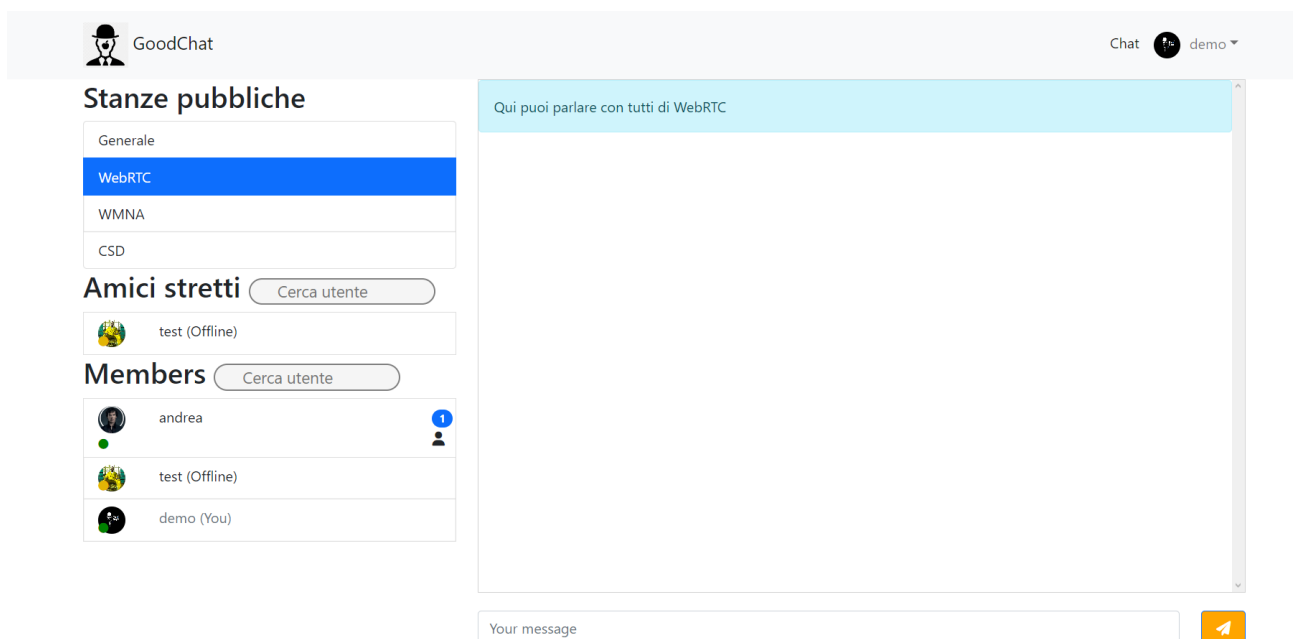 GoodChat
Chat
demo
Stanze pubbliche
Generale
WebRTC
WMNA
CSD
Amici stretti
Cerca utente
test (Offline)
Members
Cerca utente
andrea
1
test (Offline)
demo (You)
Qui puoi parlare con tutti di WebRTC
Your message